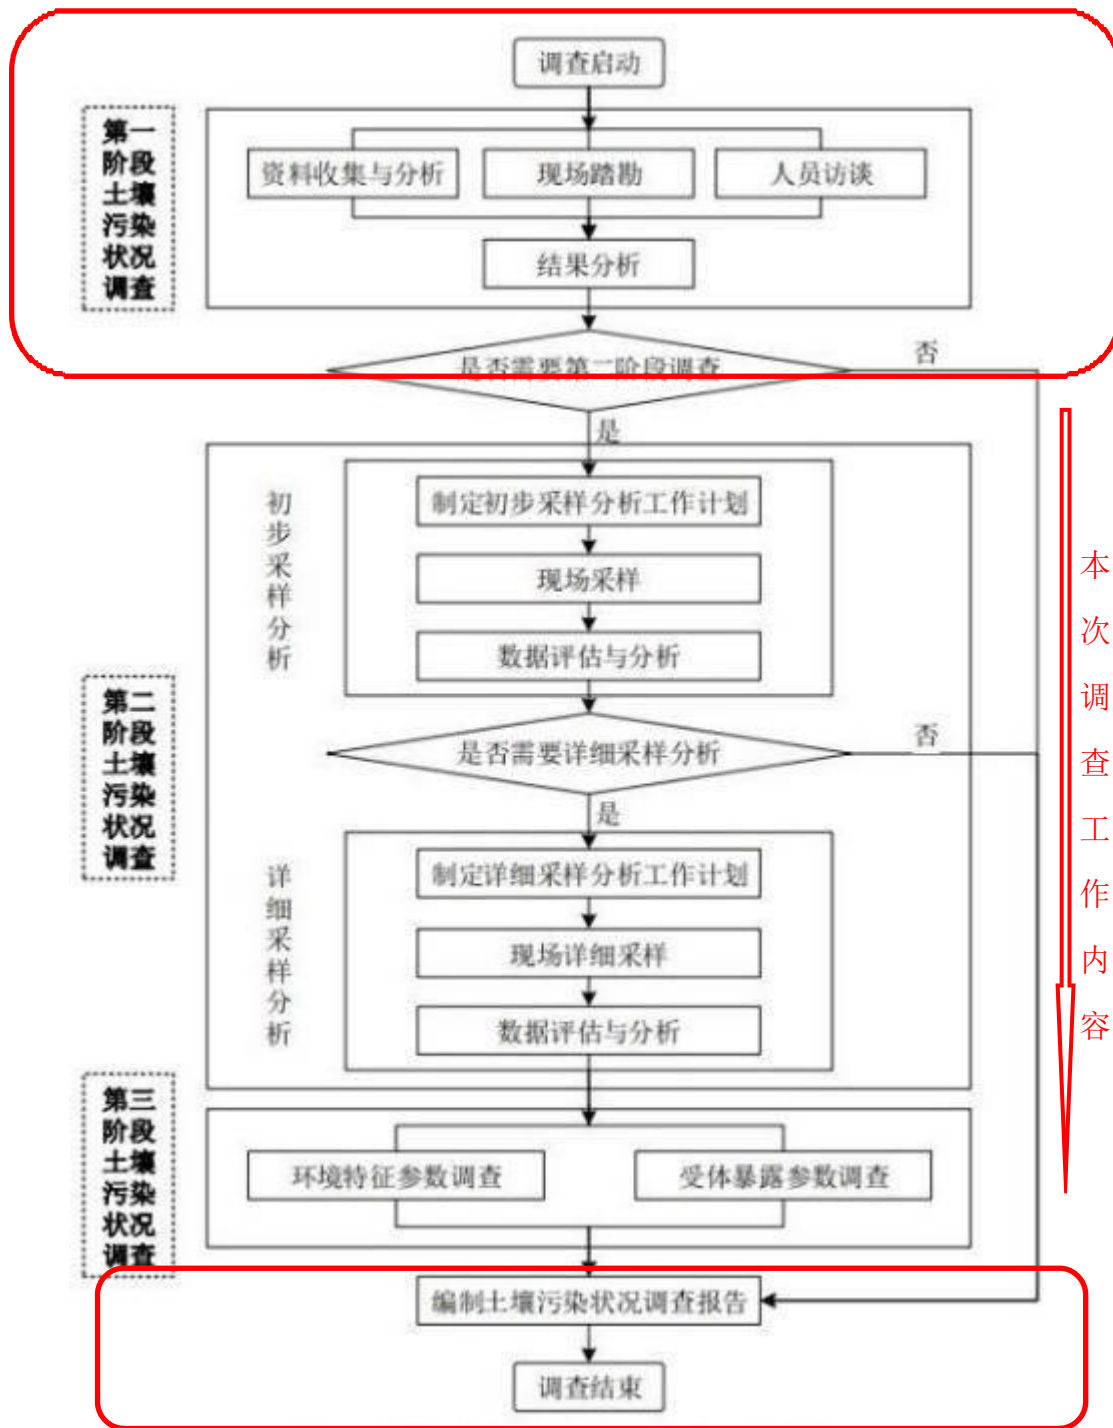 调查启动
第一
阶段
土壤
污染
状况
调查
资料收集与分析
现场踏勘
人员访谈
结果分析
是否需要第二阶段调查
否
是
初步采样分析
制定初步采样分析工作计划
现场采样
数据评估与分析
第二
阶段
土壤
污染
状况
调查
是否需要详细采样分析
否
是
详细采样分析
制定详细采样分析工作计划
现场详细采样
数据评估与分析
本次调查工作内容
第三
阶段
土壤
污染
状况
调查
环境特征参数调查
受体暴露参数调查
编制土壤污染状况调查报告
调查结束